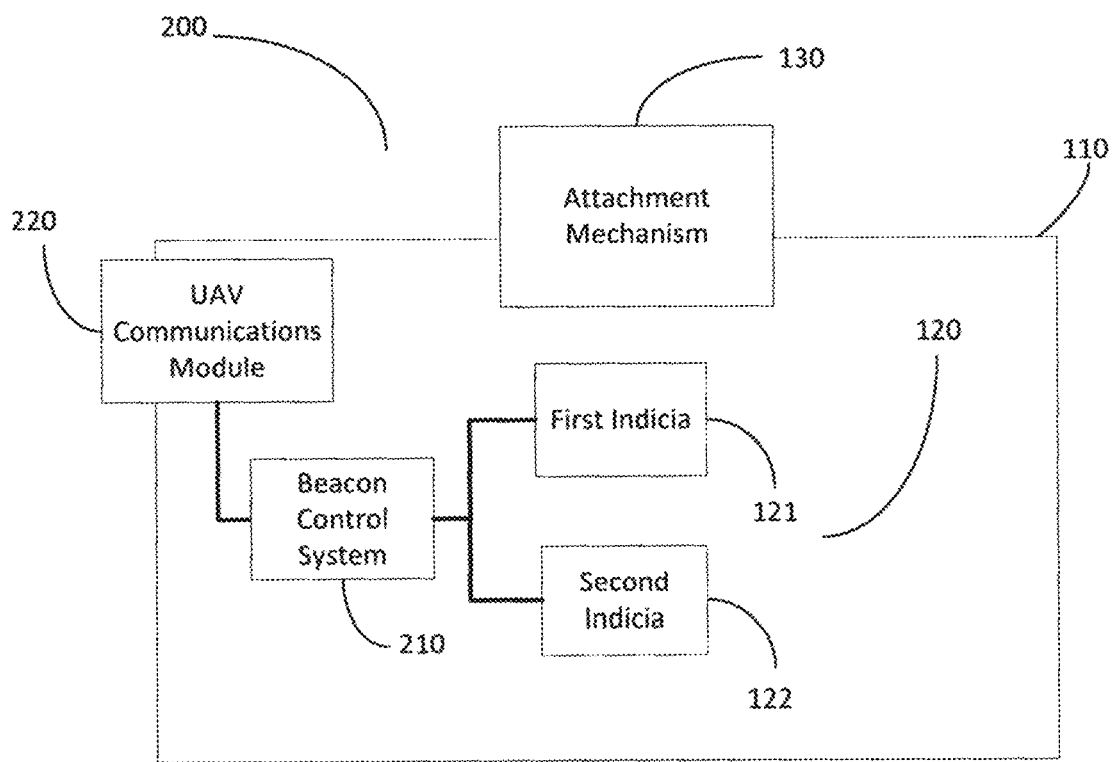 200
130
110
Attachment
Mechanism
220
UAV
Communications
Module
120
First Indicia
Beacon
Control
System
121
Second
Indicia
210
122